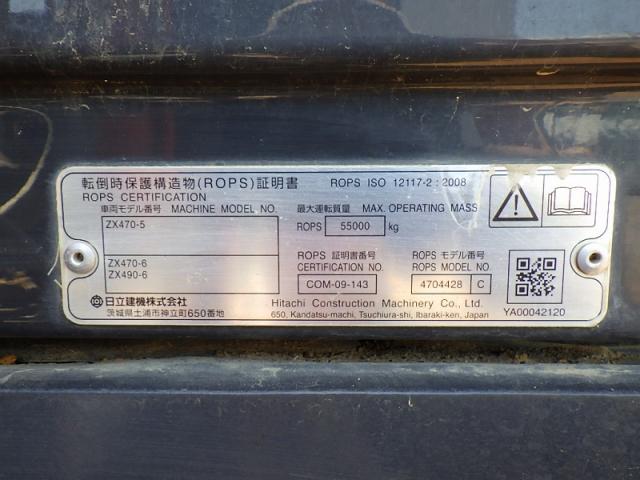 転倒時保護構造物(ROPS)証明書 ROPS ISO 12117-2 : 2008
ROPS CERTIFICATION
車両モデル番号 MACHINE MODEL NO. 最大運転質量 MAX. OPERATING MASS
ZX470-5
ROPS 55000 kg
ZX470-6
ZX490-6
ROPS 証明書番号 ROPS モデル番号
CERTIFICATION NO. ROPS MODEL NO.
COM-09-143 4704428 C
日立建機株式会社 Hitachi Construction Machinery Co., Ltd.
茨城県土浦市神立町650番地 650, Kandatsu-machi, Tsuchiura-shi, Ibaraki-ken, Japan
YA00042120